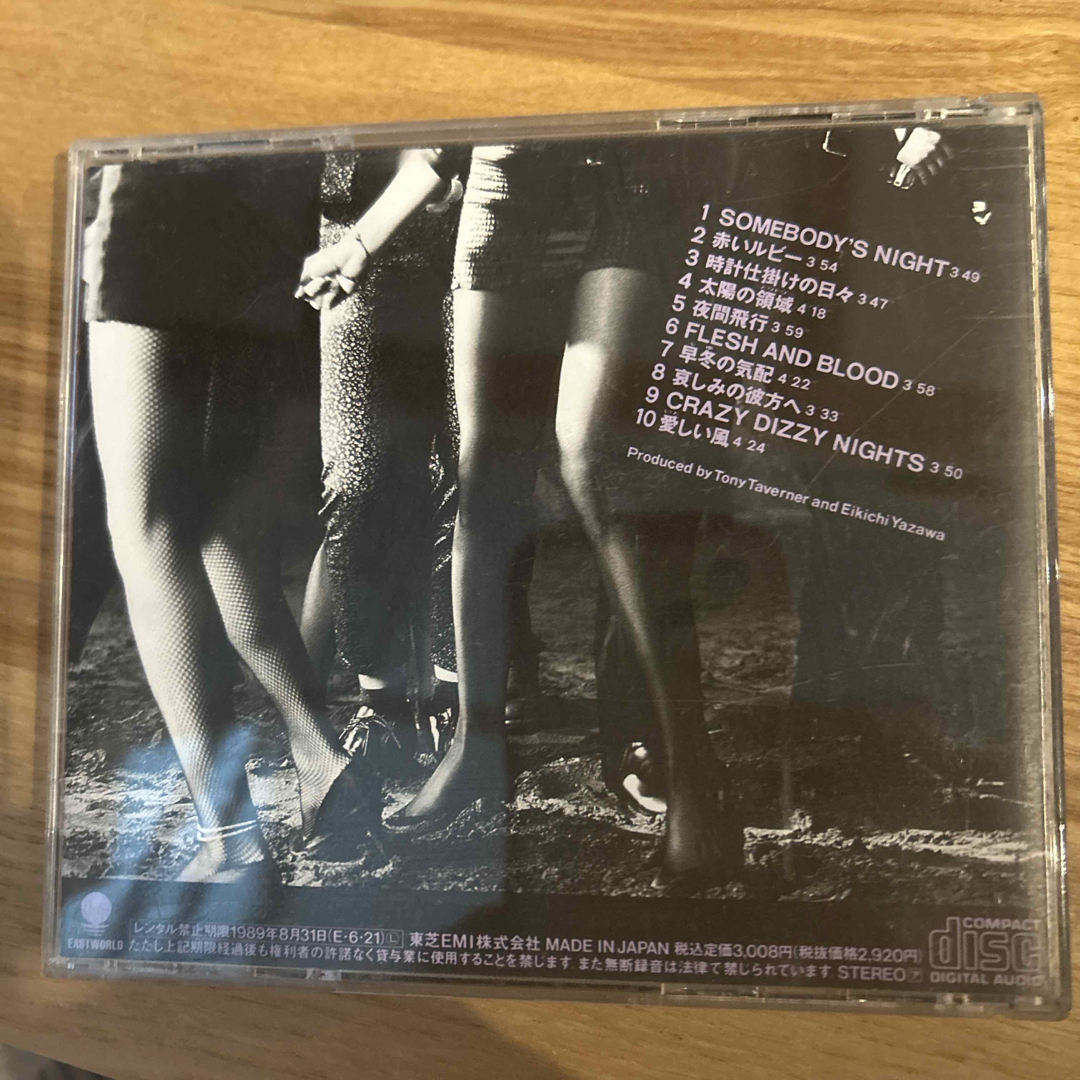 1 SOMEBODY'S NIGHT 3 49
2 赤いルビー 3 54
3 時計仕掛けの日々 3 47
4 太陽の領域 4 18
5 夜間飛行 3 59
6 FLESH AND BLOOD 3 58
7 早冬の気配 4 22
8 哀しみの彼方へ 3 33
9 CRAZY DIZZY NIGHTS 3 50
10 愛しい風 4 24
Produced by Tony Taverner and Eikichi Yazawa
EASTWORLD
レンタル禁止期限1989年8月31日(E・6・21) L 東芝EMI株式会社 MADE IN JAPAN 税込定価3,008円(税抜価格2,920円)
ただし上記期限経過後も権利者の許諾なく貸与業に使用することを禁じます また無断録音は法律で禁じられています STEREO
COMPACT
disc
DIGITAL AUDIO